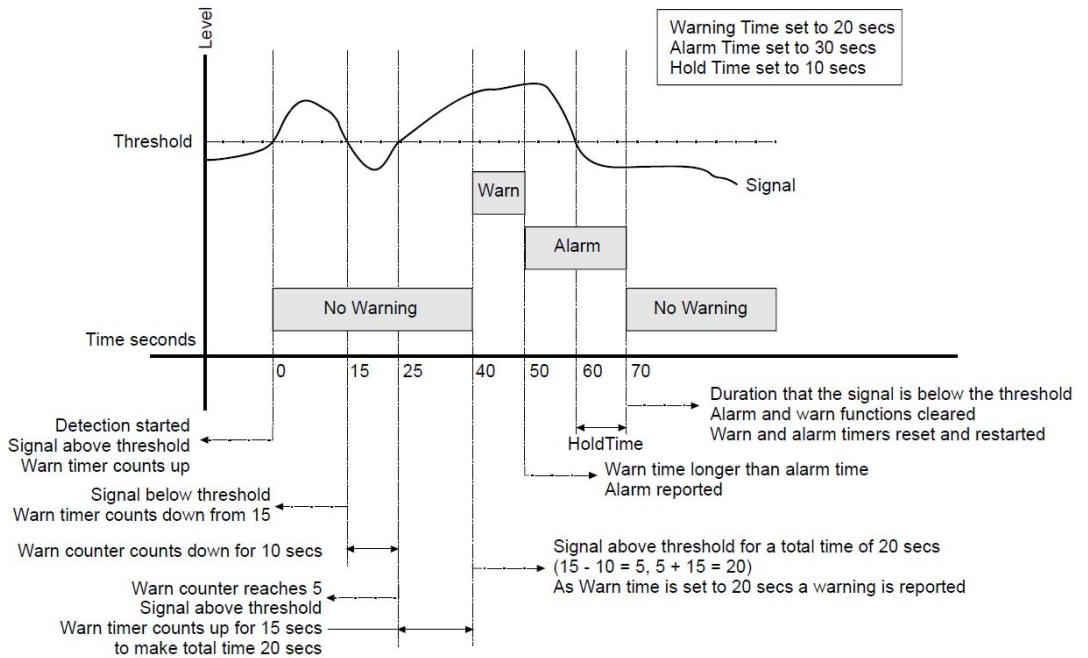 Level
Warning Time set to 20 secs
Alarm Time set to 30 secs
Hold Time set to 10 secs
Threshold
Signal
Warn
Alarm
No Warning
No Warning
Time seconds
0
15
25
40
50
60
70
Detection started
Signal above threshold
Warn timer counts up
Duration that the signal is below the threshold
Alarm and warn functions cleared
Warn and alarm timers reset and restarted
HoldTime
Warn time longer than alarm time
Alarm reported
Signal below threshold
Warn timer counts down from 15
Warn counter counts down for 10 secs
Signal above threshold for a total time of 20 secs
(15 - 10 = 5, 5 + 15 = 20)
As Warn time is set to 20 secs a warning is reported
Warn counter reaches 5
Signal above threshold
Warn timer counts up for 15 secs
to make total time 20 secs